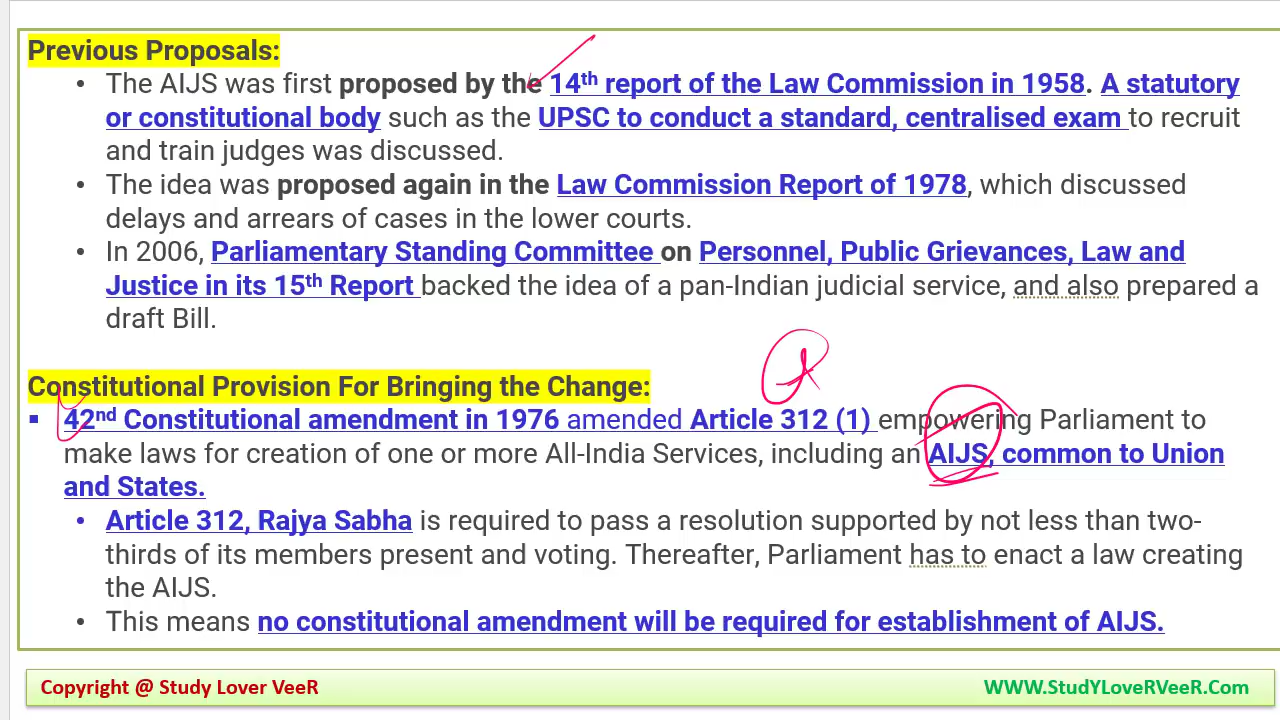 Previous Proposals:
• The AIJS was first proposed by the 14th report of the Law Commission in 1958. A statutory
or constitutional body such as the UPSC to conduct a standard, centralised exam to recruit
and train judges was discussed.
• The idea was proposed again in the Law Commission Report of 1978, which discussed
delays and arrears of cases in the lower courts.
• In 2006, Parliamentary Standing Committee on Personnel, Public Grievances, Law and
Justice in its 15th Report backed the idea of a pan-Indian judicial service, and also prepared a
draft Bill.
Constitutional Provision For Bringing the Change:
▪ 42nd Constitutional amendment in 1976 amended Article 312 (1) empowering Parliament to
make laws for creation of one or more All-India Services, including an AIJS, common to Union
and States.
• Article 312, Rajya Sabha is required to pass a resolution supported by not less than two-
thirds of its members present and voting. Thereafter, Parliament has to enact a law creating
the AIJS.
• This means no constitutional amendment will be required for establishment of AIJS.
Copyright @ Study Lover VeeR
WWW.StudYLoveRVeeR.Com